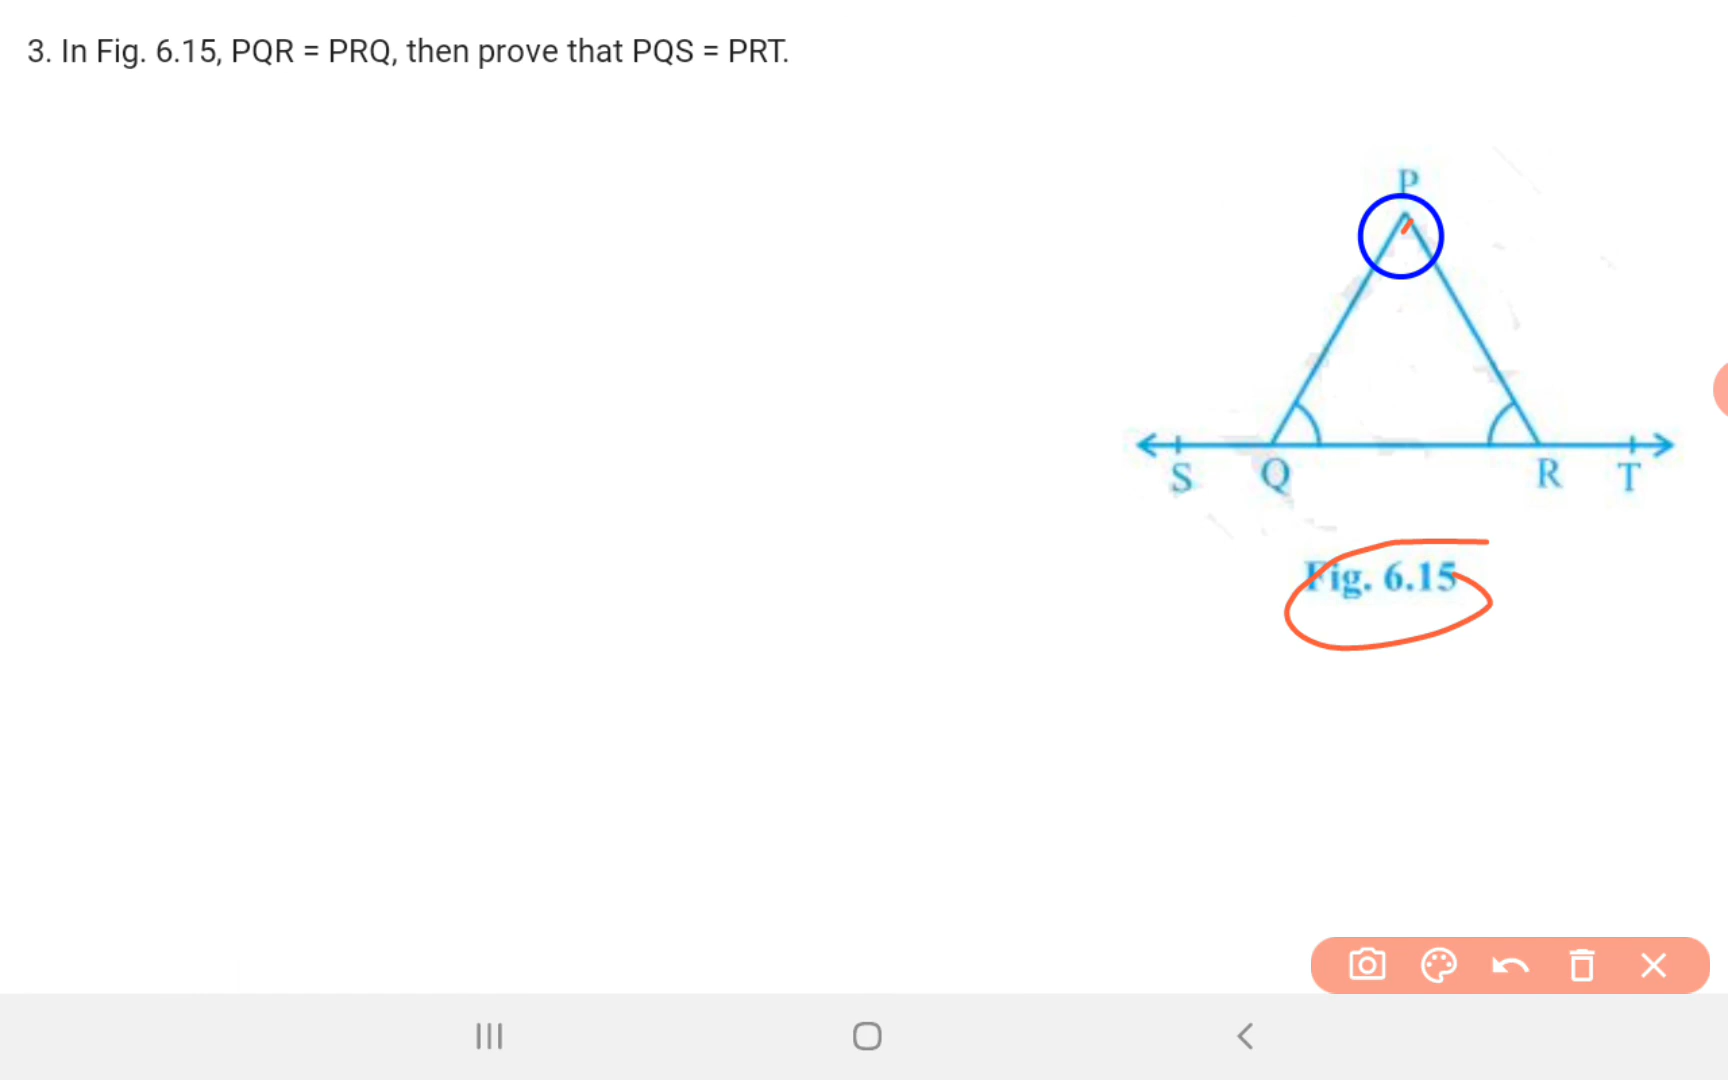 3. In Fig. 6.15, PQR = PRQ, then prove that PQS = PRT.
P
S Q R T
Fig. 6.15